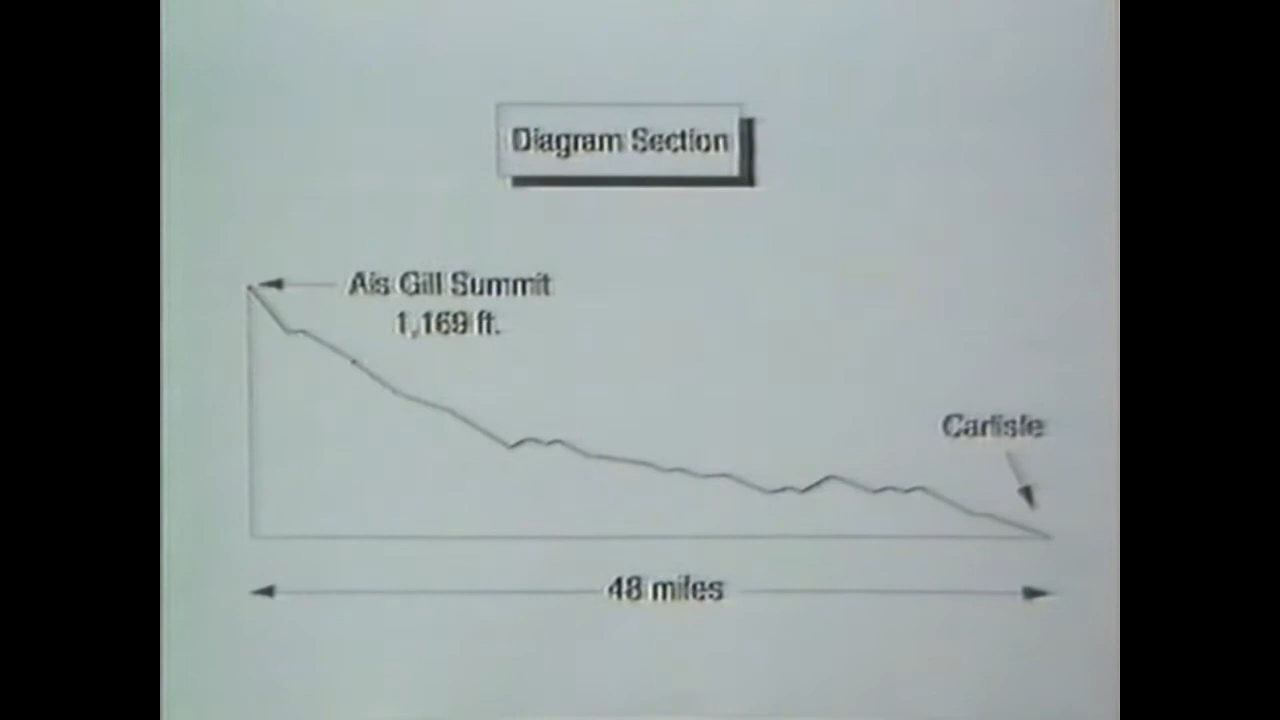 Diagram Section
Ais Gill Summit
1,169 ft.
Carlisle
48 miles